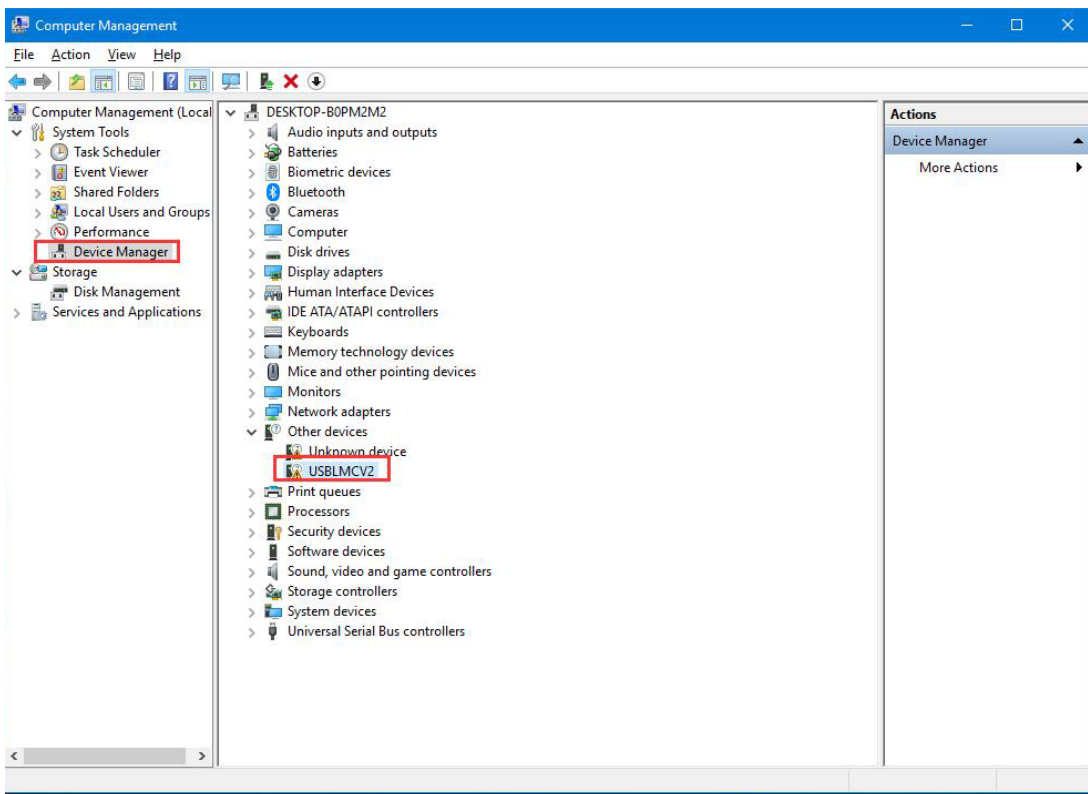 Computer Management
File Action View Help
Computer Management (Local
System Tools
Task Scheduler
Event Viewer
Shared Folders
Local Users and Groups
Performance
Device Manager
Storage
Disk Management
Services and Applications
DESKTOP-B0PM2M2
Audio inputs and outputs
Batteries
Biometric devices
Bluetooth
Cameras
Computer
Disk drives
Display adapters
Human Interface Devices
IDE ATA/ATAPI controllers
Keyboards
Memory technology devices
Mice and other pointing devices
Monitors
Network adapters
Other devices
Unknown device
USBLMCV2
Print queues
Processors
Security devices
Software devices
Sound, video and game controllers
Storage controllers
System devices
Universal Serial Bus controllers
Actions
Device Manager
More Actions